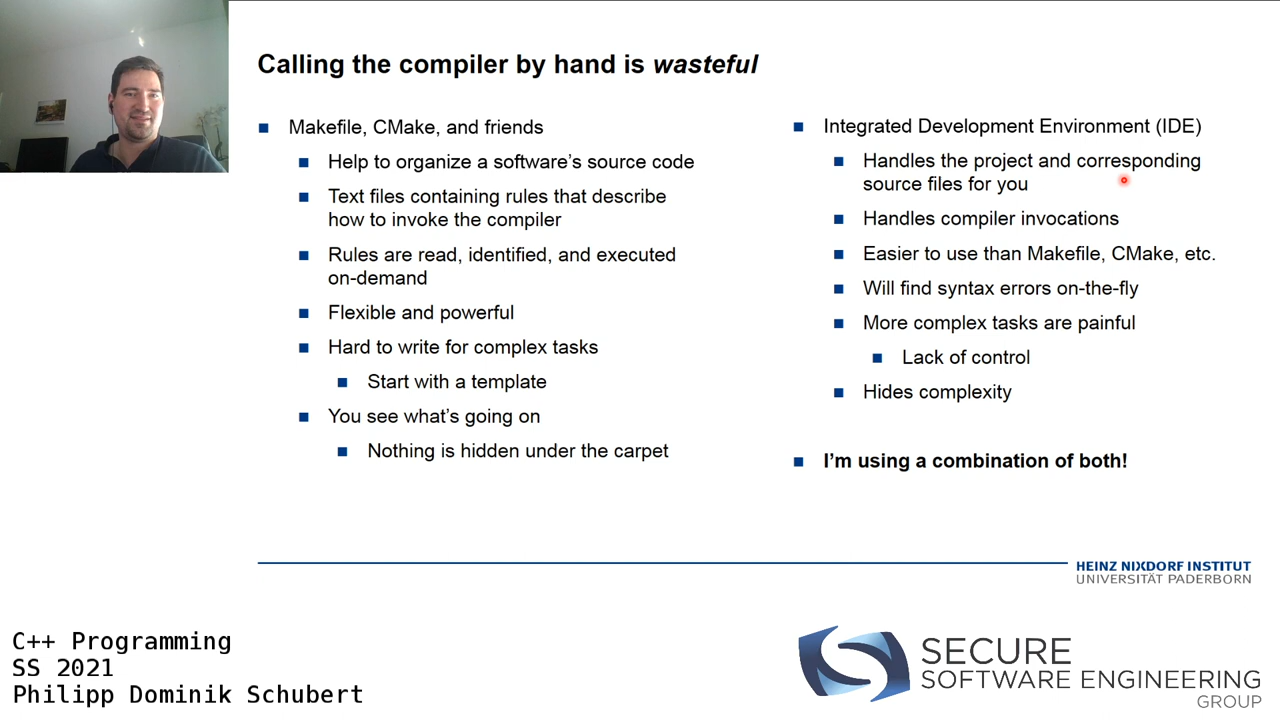 Calling the compiler by hand is wasteful
Makefile, CMake, and friends
Help to organize a software's source code
Text files containing rules that describe
how to invoke the compiler
Rules are read, identified, and executed
on-demand
Flexible and powerful
Hard to write for complex tasks
Start with a template
You see what's going on
Nothing is hidden under the carpet
Integrated Development Environment (IDE)
Handles the project and corresponding
source files for you
Handles compiler invocations
Easier to use than Makefile, CMake, etc.
Will find syntax errors on-the-fly
More complex tasks are painful
Lack of control
Hides complexity
I'm using a combination of both!
HEINZ NIXDORF INSTITUT
UNIVERSITÄT PADERBORN
C++ Programming
SS 2021
Philipp Dominik Schubert
SECURE
SOFTWARE ENGINEERING
GROUP